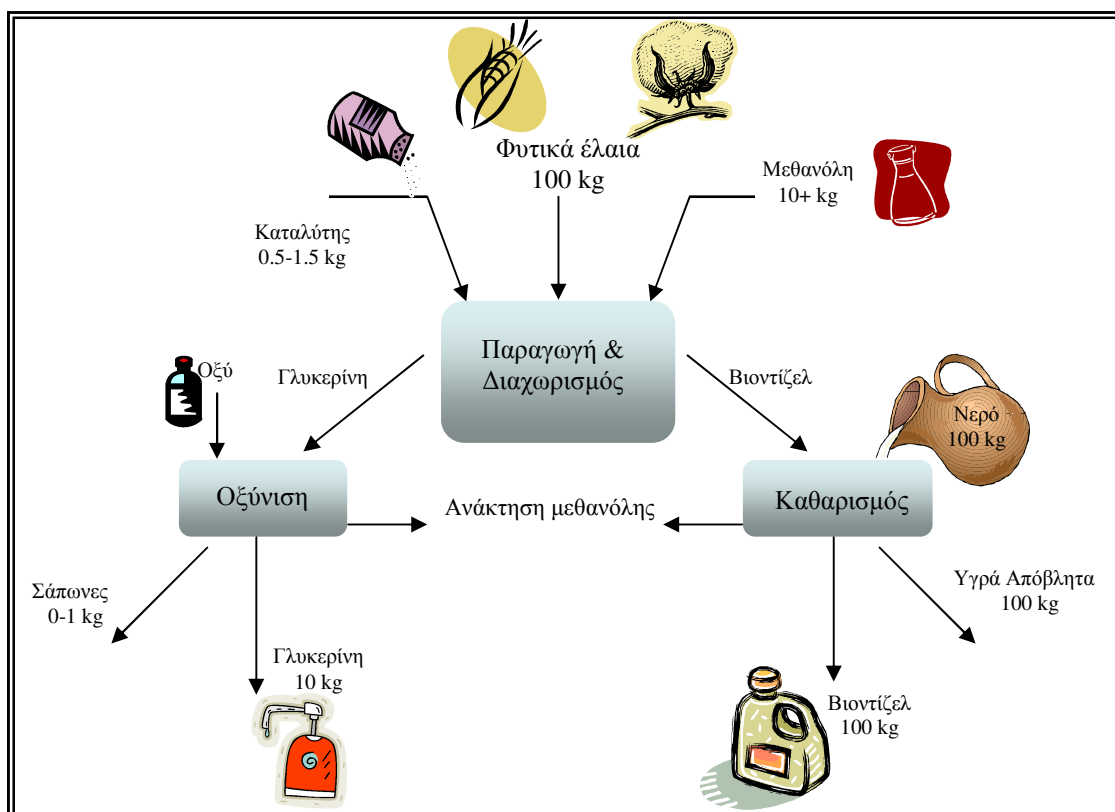 Φυτικά έλαια
100 kg
Μεθανόλη
10+ kg
Καταλύτης
0.5-1.5 kg
Παραγωγή &
Διαχωρισμός
Οξύ
Γλυκερίνη
Βιοντίζελ
Νερό
100 kg
Οξύνιση
Ανάκτηση μεθανόλης
Καθαρισμός
Σάπωνες
0-1 kg
Υγρά Απόβλητα
100 kg
Γλυκερίνη
10 kg
Βιοντίζελ
100 kg